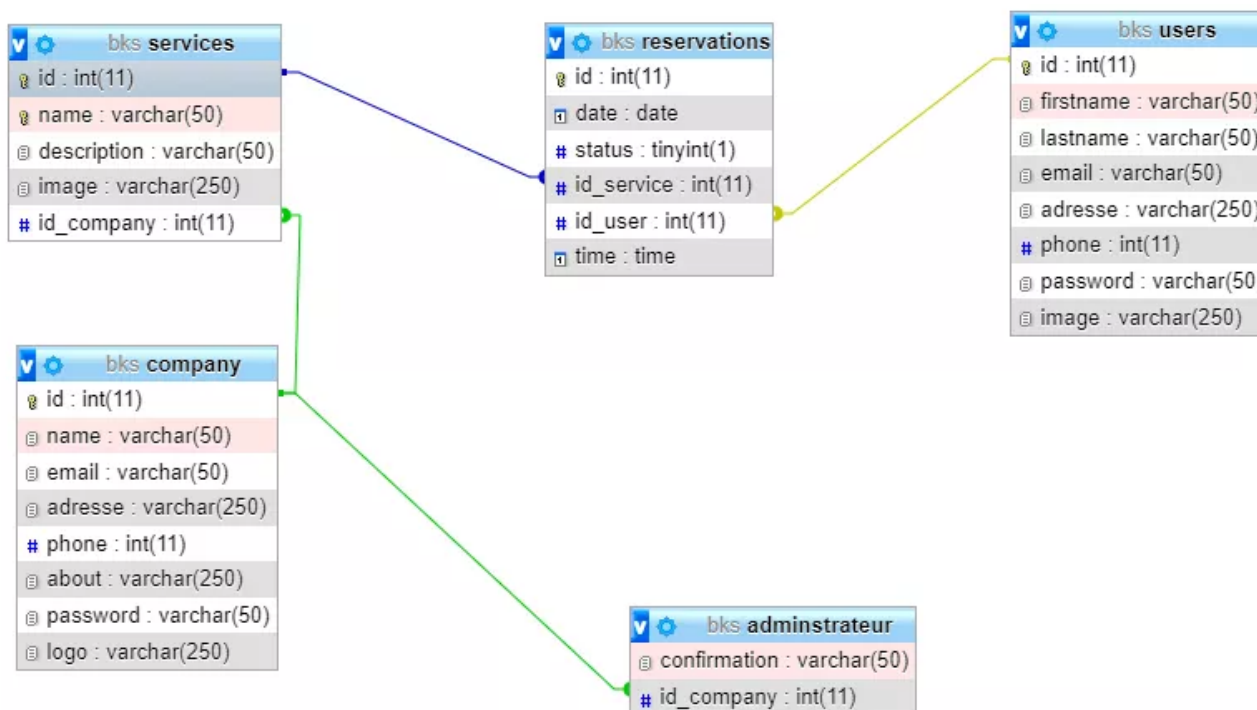 bks services
id : int(11)
name : varchar(50)
description : varchar(50)
image : varchar(250)
id_company : int(11)
bks reservations
id : int(11)
date : date
status : tinyint(1)
id_service : int(11)
id_user : int(11)
time : time
bks users
id : int(11)
firstname : varchar(50)
lastname : varchar(50)
email : varchar(50)
adresse : varchar(250)
phone : int(11)
password : varchar(50
image : varchar(250)
bks company
id : int(11)
name : varchar(50)
email : varchar(50)
adresse : varchar(250)
phone : int(11)
about : varchar(250)
password : varchar(50)
logo : varchar(250)
bks adminstrateur
confirmation : varchar(50)
id_company : int(11)